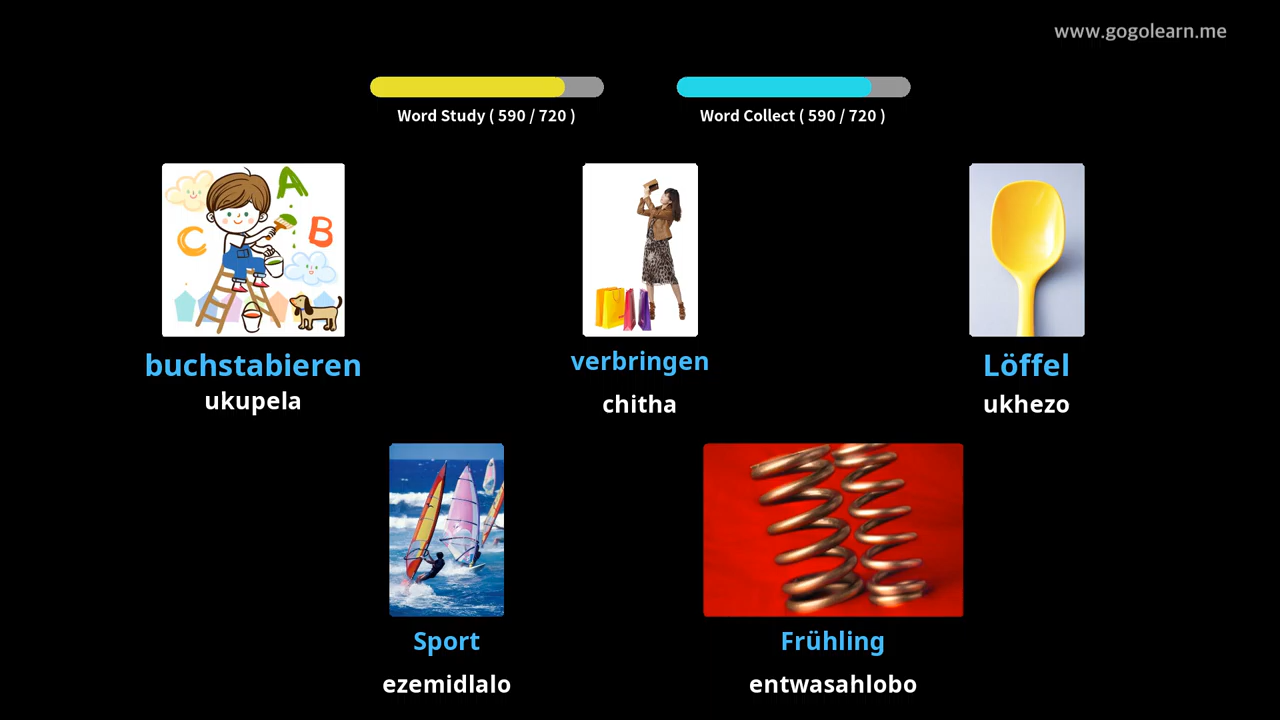 www.gogolearn.me
Word Study ( 590 / 720 )
Word Collect ( 590 / 720 )
A
B
C
buchstabieren
ukupela
verbringen
chitha
Löffel
ukhezo
Sport
ezemidlalo
Frühling
entwasahlobo